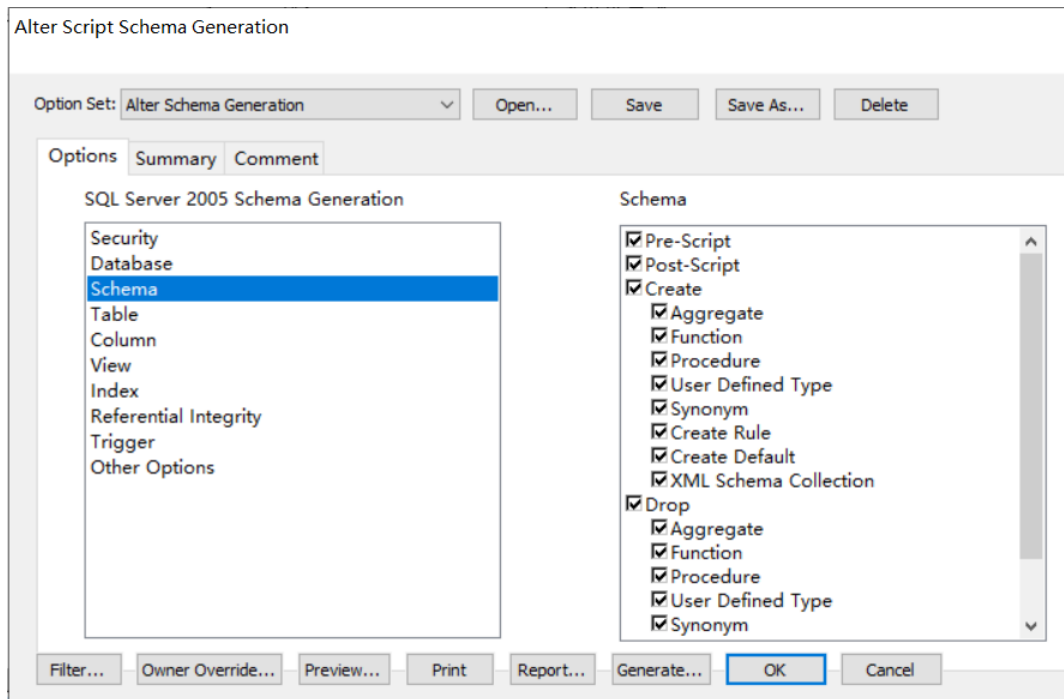 Alter Script Schema Generation
Option Set: Alter Schema Generation Open... Save Save As... Delete
Options Summary Comment
SQL Server 2005 Schema Generation
Security
Database
Schema
Table
Column
View
Index
Referential Integrity
Trigger
Other Options
Schema
Pre-Script
Post-Script
Create
Aggregate
Function
Procedure
User Defined Type
Synonym
Create Rule
Create Default
XML Schema Collection
Drop
Aggregate
Function
Procedure
User Defined Type
Synonym
Filter... Owner Override... Preview... Print Report... Generate... OK Cancel